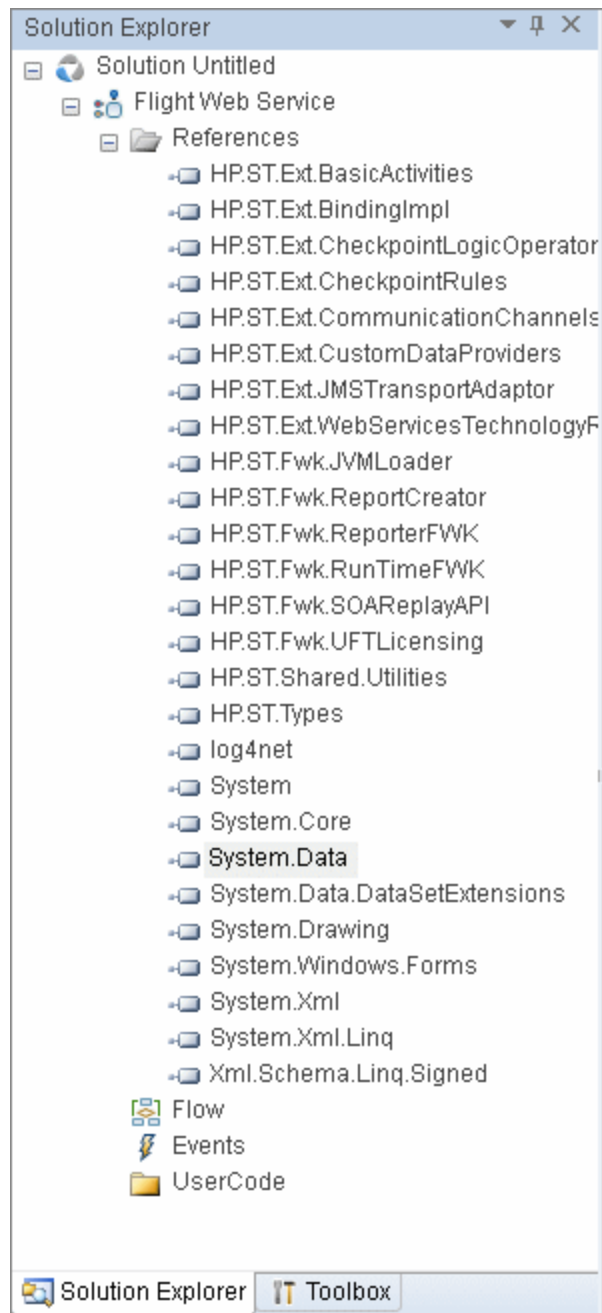 Solution Explorer
Solution Untitled
Flight Web Service
References
HP.ST.Ext.BasicActivities
HP.ST.Ext.BindingImpl
HP.ST.Ext.CheckpointLogicOperator
HP.ST.Ext.CheckpointRules
HP.ST.Ext.CommunicationChannels
HP.ST.Ext.CustomDataProviders
HP.ST.Ext.JMSTransportAdaptor
HP.ST.Ext.WebServicesTechnologyR
HP.ST.Fwk.JVMLoader
HP.ST.Fwk.ReportCreator
HP.ST.Fwk.ReporterFWK
HP.ST.Fwk.RunTimeFWK
HP.ST.Fwk.SOAReplayAPI
HP.ST.Fwk.UFTLicensing
HP.ST.Shared.Utilities
HP.ST.Types
log4net
System
System.Core
System.Data
System.Data.DataSetExtensions
System.Drawing
System.Windows.Forms
System.Xml
System.Xml.Linq
Xml.Schema.Linq.Signed
Flow
Events
UserCode
Solution Explorer Toolbox